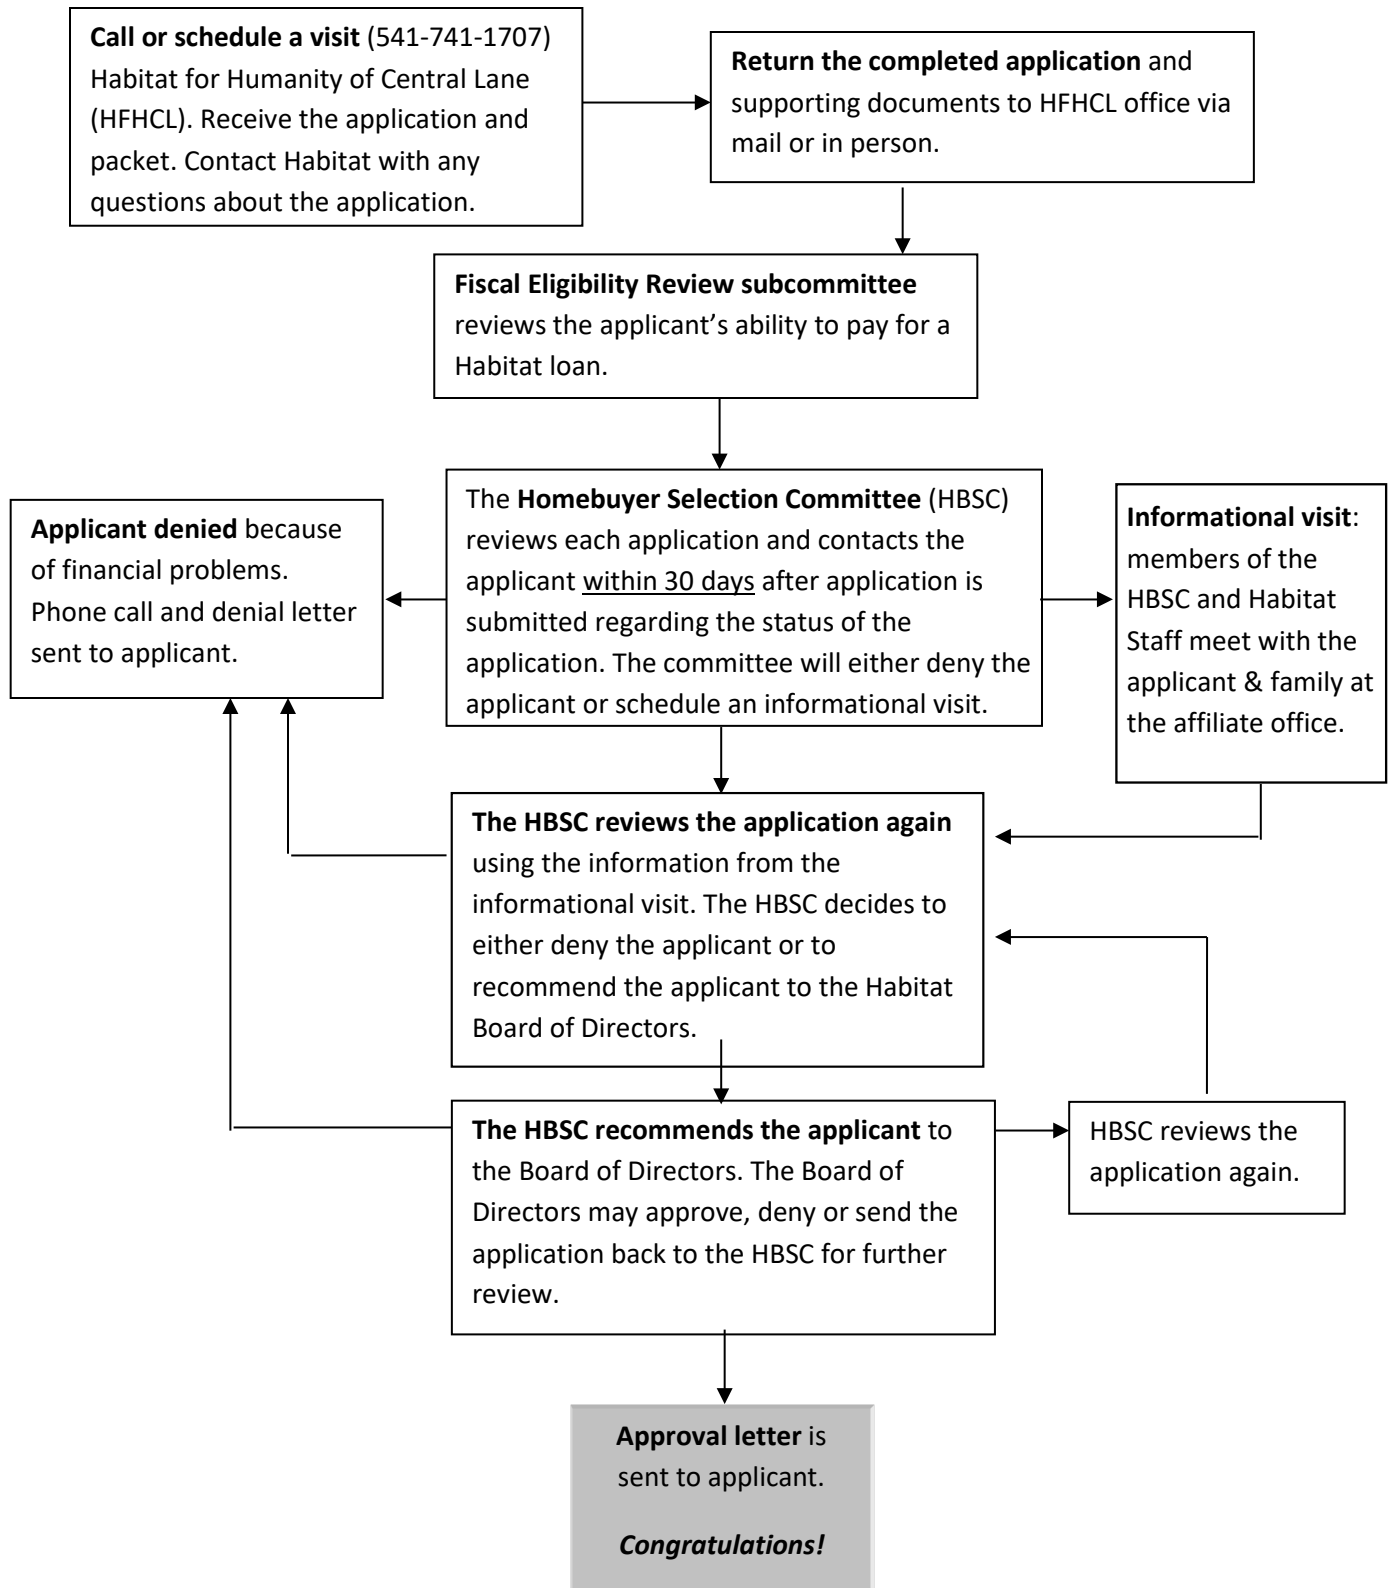 Call or schedule a visit (541-741-1707)
Habitat for Humanity of Central Lane
(HFHCL). Receive the application and
packet. Contact Habitat with any
questions about the application.
Return the completed application and
supporting documents to HFHCL office via
mail or in person.
Fiscal Eligibility Review subcommittee
reviews the applicant’s ability to pay for a
Habitat loan.
Applicant denied because
of financial problems.
Phone call and denial letter
sent to applicant.
The Homebuyer Selection Committee (HBSC)
reviews each application and contacts the
applicant within 30 days after application is
submitted regarding the status of the
application. The committee will either deny the
applicant or schedule an informational visit.
Informational visit:
members of the
HBSC and Habitat
Staff meet with the
applicant & family at
the affiliate office.
The HBSC reviews the application again
using the information from the
informational visit. The HBSC decides to
either deny the applicant or to
recommend the applicant to the Habitat
Board of Directors.
The HBSC recommends the applicant to
the Board of Directors. The Board of
Directors may approve, deny or send the
application back to the HBSC for further
review.
HBSC reviews the
application again.
Approval letter is
sent to applicant.
Congratulations!